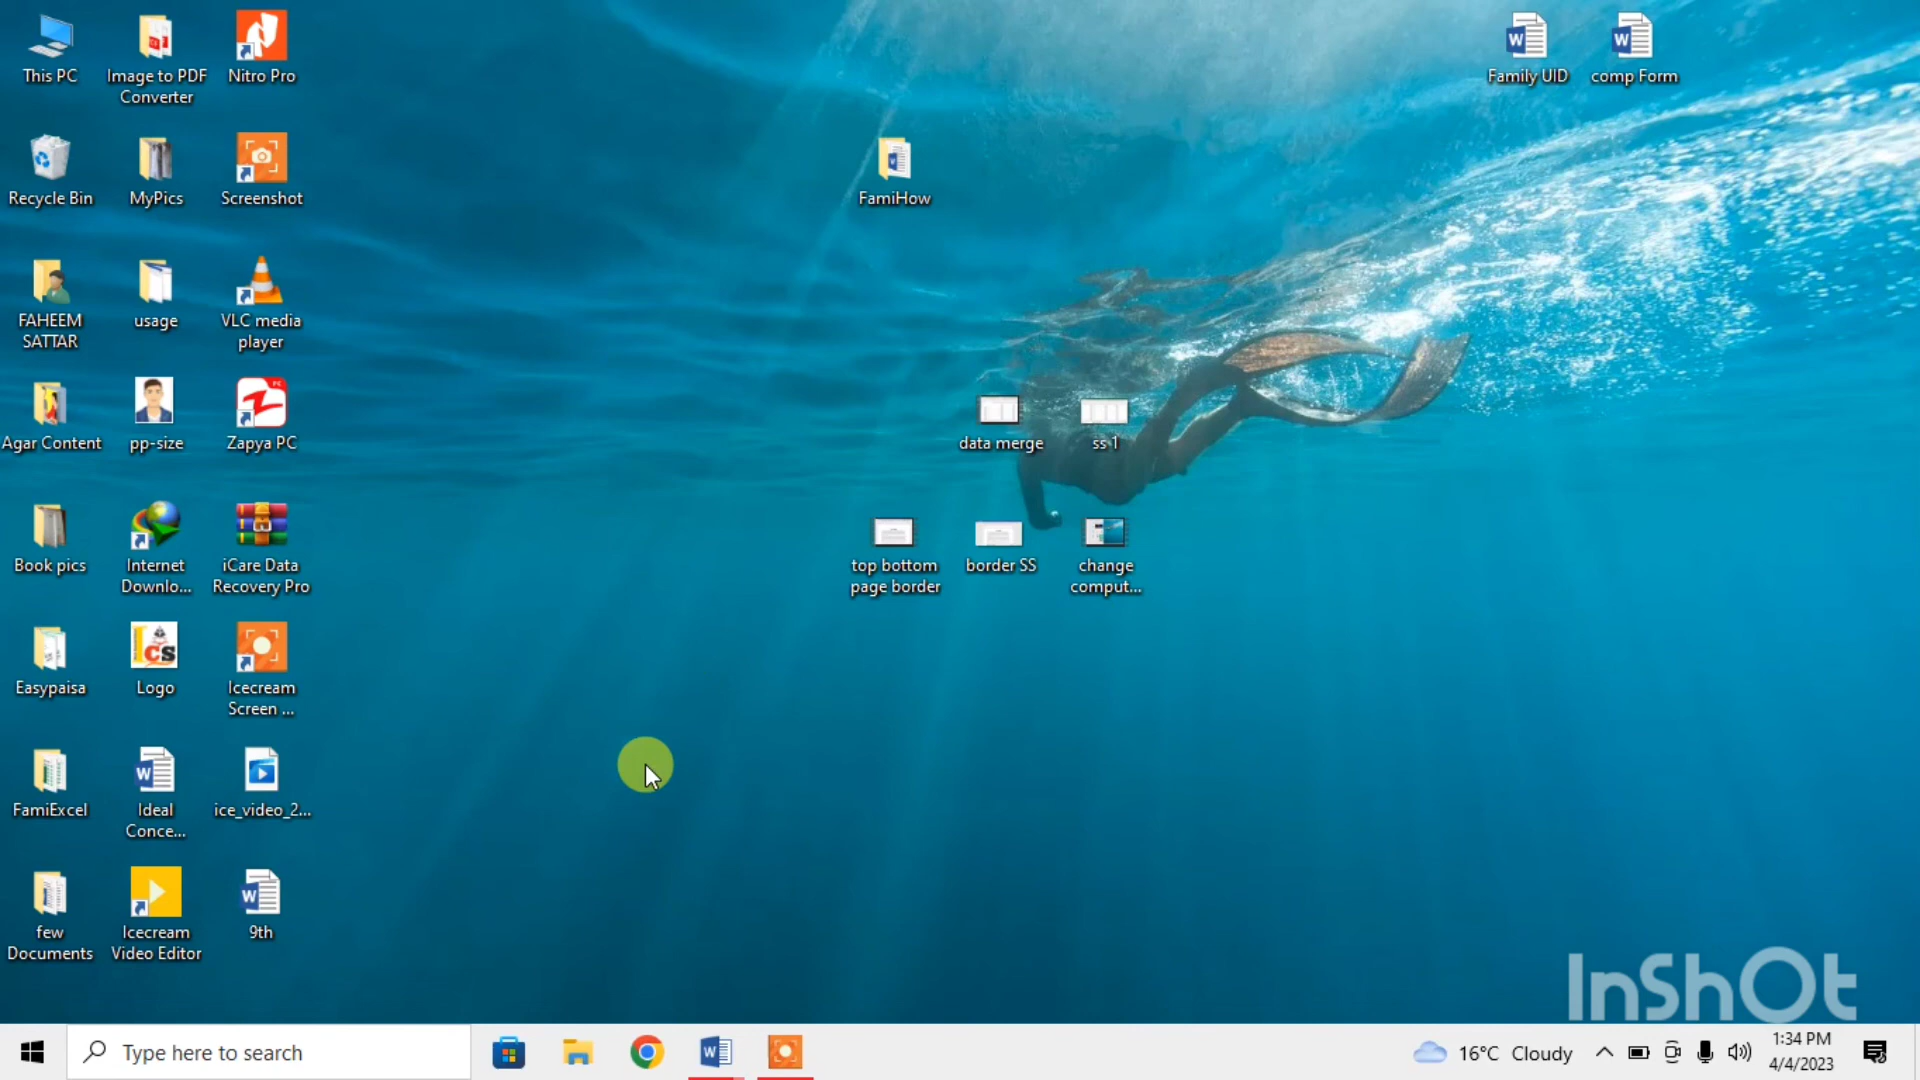 This PC
Image to PDF
Converter
Nitro Pro
Family UID
comp Form
Recycle Bin
MyPics
Screenshot
FamiHow
FAHEEM
SATTAR
usage
VLC media
player
Agar Content
pp-size
Zapya PC
data merge
ss 1
Book pics
Internet
Downlo...
iCare Data
Recovery Pro
top bottom
page border
border SS
change
comput...
Easypaisa
Logo
Icecream
Screen ...
FamiExcel
Ideal
Conce...
ice_video_2...
few
Documents
Icecream
Video Editor
9th
InShOt
Type here to search
16°C Cloudy
1:34 PM
4/4/2023